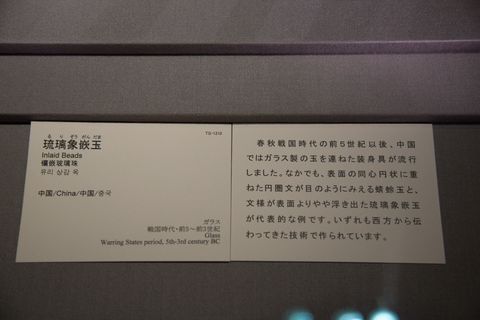 TG-1310
る り ぞう がん だま
琉璃象嵌玉
Inlaid Beads
镶嵌玻璃珠
유리 상감 옥
中国/China/中国/중국
ガラス
戦国時代・前5〜前3世紀
Glass
Warring States period, 5th-3rd century BC
春秋戦国時代の前5世紀以後、中国
ではガラス製の玉を連ねた装身具が流行
しました。なかでも、表面の同心円状に重
ねた円圏文が目のようにみえる蜻蛉玉と、
文様が表面よりやや浮き出た琉璃象嵌玉
が代表的な例です。いずれも西方から伝
わってきた技術で作られています。